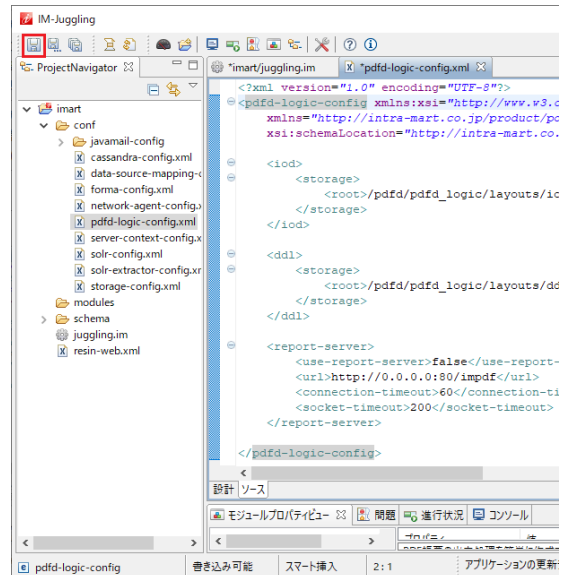 IM-Juggling
ProjectNavigator
*imart/juggling.im
*pdfd-logic-config.xml
imart
conf
javamail-config
cassandra-config.xml
data-source-mapping-c
forma-config.xml
network-agent-config.x
pdfd-logic-config.xml
server-context-config.x
solr-config.xml
solr-extractor-config.xr
storage-config.xml
modules
schema
juggling.im
resin-web.xml
<?xml version="1.0" encoding="UTF-8"?>
<pdfd-logic-config xmlns:xsi="http://www.w3.o
xmlns="http://intra-mart.co.jp/product/pd
xsi:schemaLocation="http://intra-mart.co.
<iod>
<storage>
<root>/pdfd/pdfd_logic/layouts/io
</storage>
</iod>
<ddl>
<storage>
<root>/pdfd/pdfd_logic/layouts/dd
</storage>
</ddl>
<report-server>
<use-report-server>false</use-report-
<url>http://0.0.0.0:80/impdf</url>
<connection-timeout>60</connection-ti
<socket-timeout>200</socket-timeout>
</report-server>
</pdfd-logic-config>
設計 ソース
モジュールプロパティビュー 問題 進行状況 コンソール
プロパティ 値
pdfd-logic-config 書き込み可能 スマート挿入 2:1 アプリケーションの更新